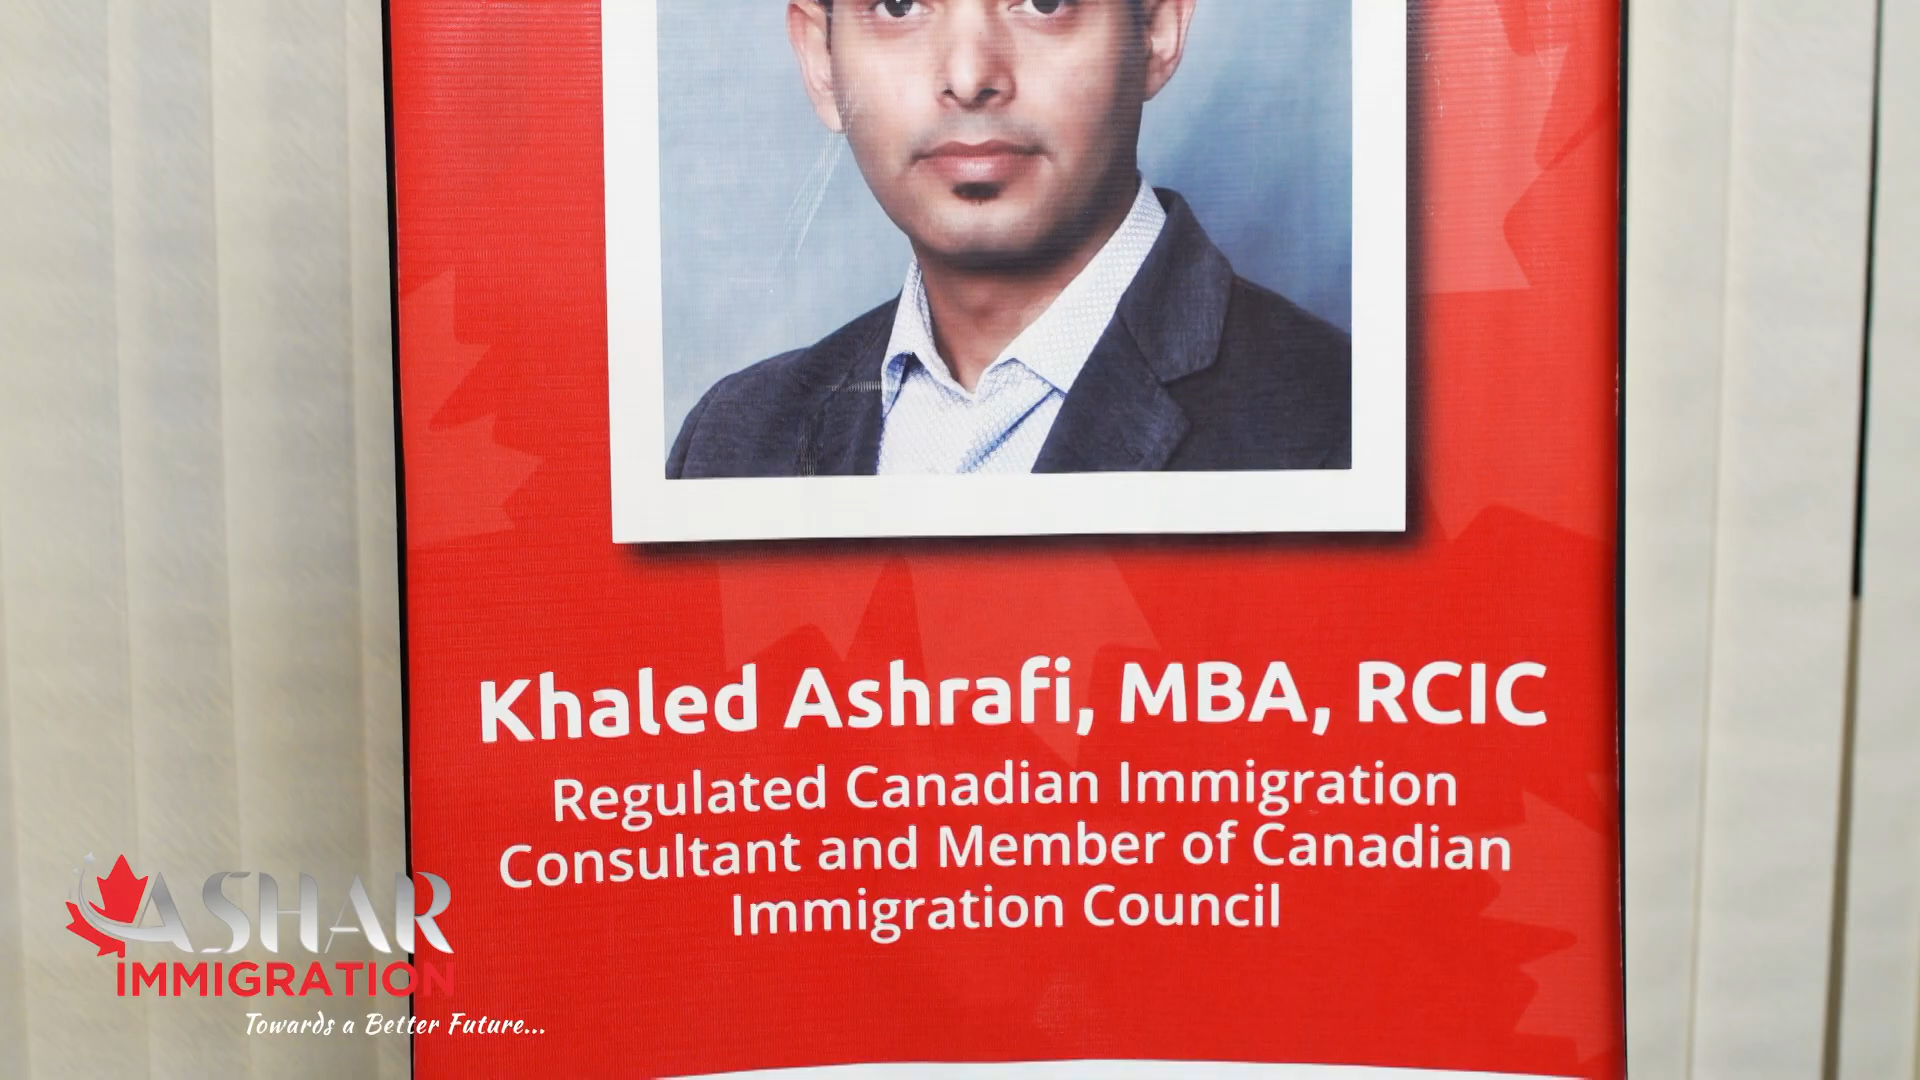 Khaled Ashrafi, MBA, RCIC
Regulated Canadian Immigration
Consultant and Member of Canadian
Immigration Council
ASHAR
IMMIGRATION
Towards a Better Future...